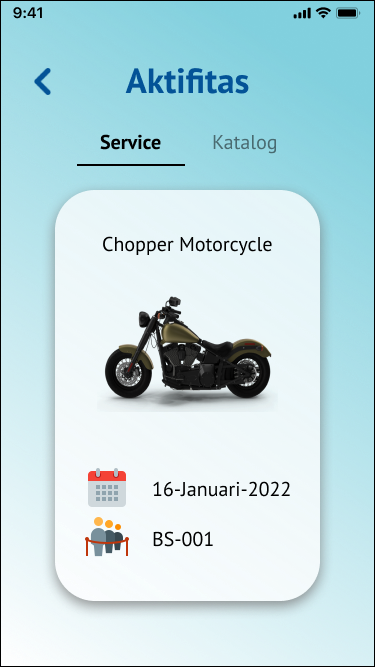 9:41
Aktifitas
Service
Katalog
Chopper Motorcycle
16-Januari-2022
BS-001